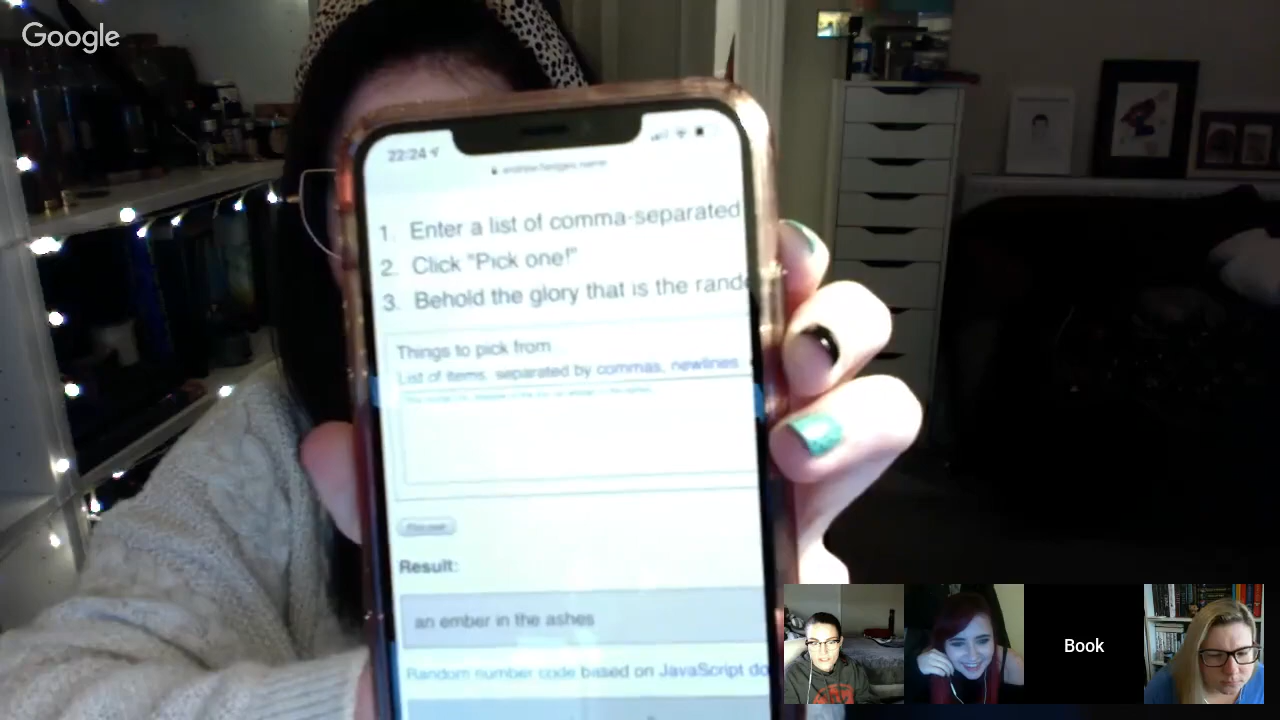 Google
22:24
1. Enter a list of comma-separated
2. Click "Pick one!"
3. Behold the glory that is the rand
Things to pick from
List of items, separated by commas, newlines
Result:
an ember in the ashes
Random number code based on JavaScript do
Book